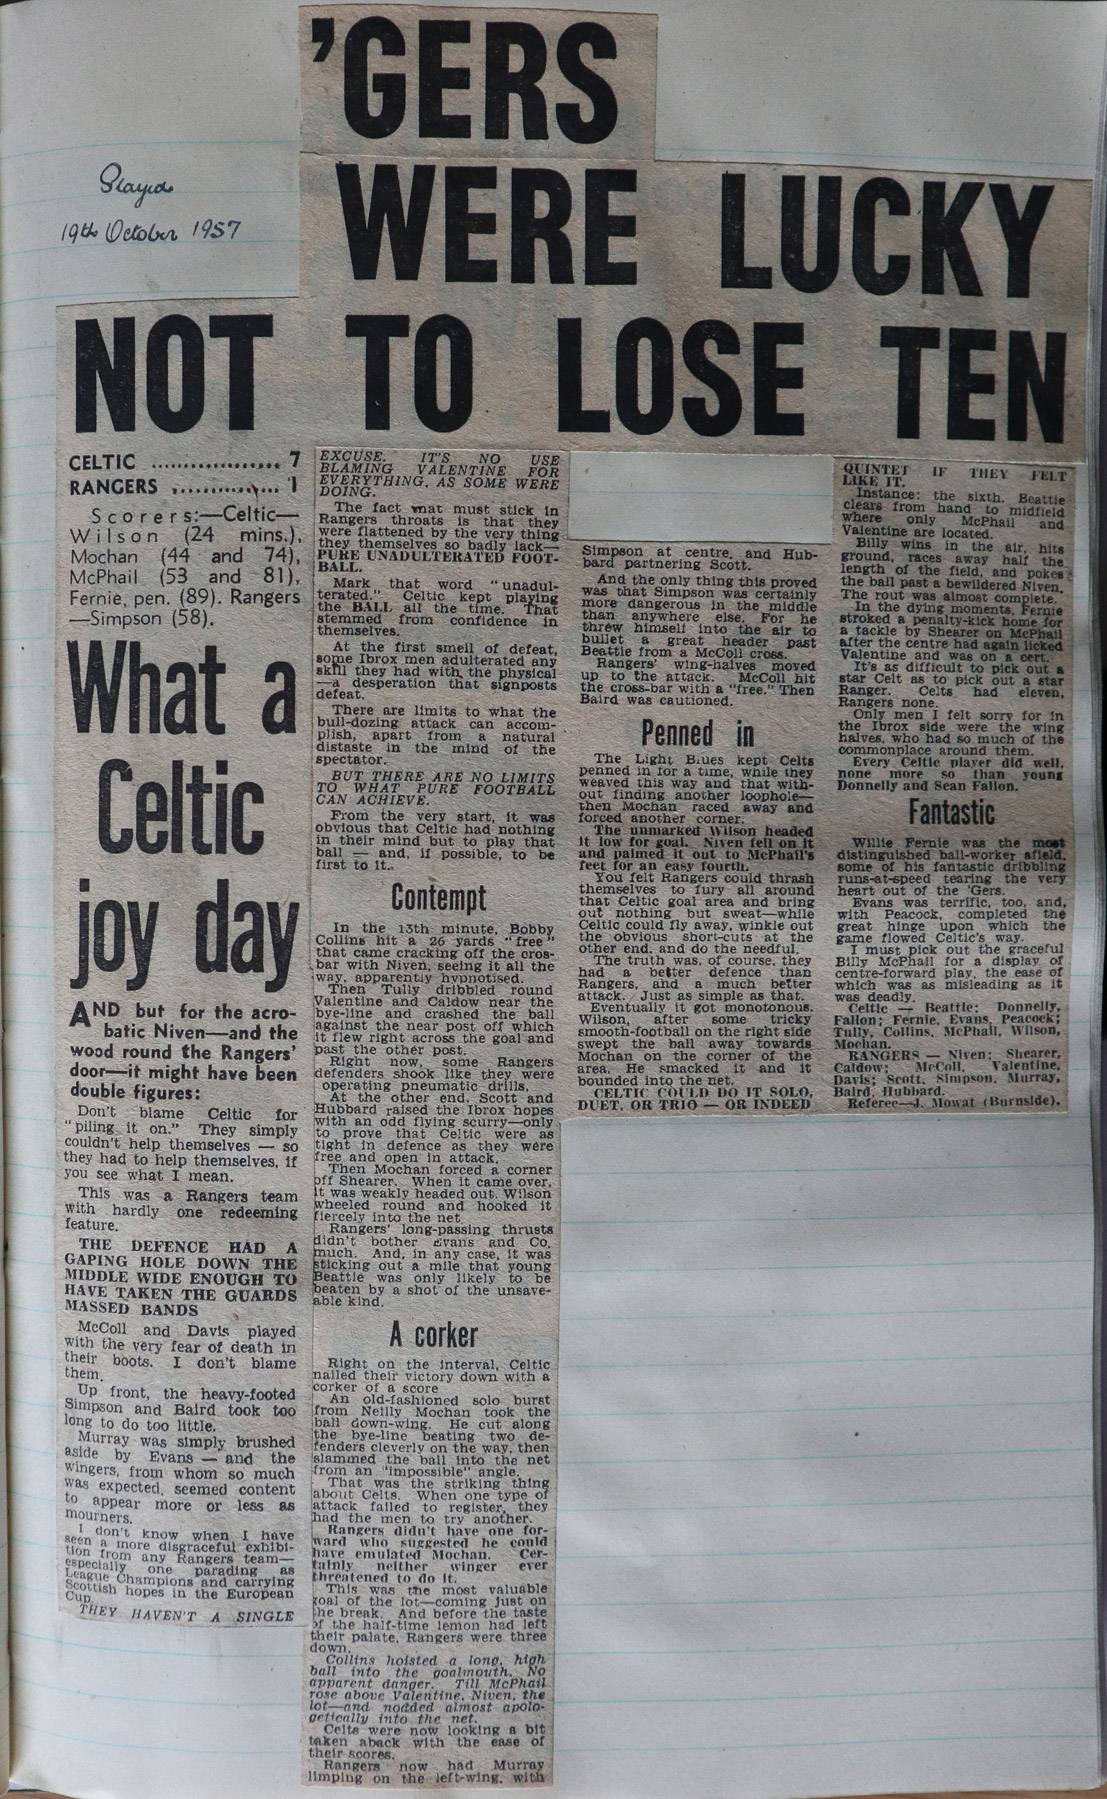 'GERS
WERE LUCKY
NOT TO LOSE TEN
Played
19th October 1957
CELTIC .................. 7
RANGERS .............. 1
Scorers:—Celtic—
Wilson (24 mins.),
Mochan (44 and 74),
McPhail (53 and 81),
Fernie, pen. (89). Rangers
—Simpson (58).
What a
Celtic
joy day
AND but for the acro-
batic Niven—and the
wood round the Rangers'
door—it might have been
double figures:
Don't blame Celtic for
"piling it on." They simply
couldn't help themselves — so
they had to help themselves, if
you see what I mean.
This was a Rangers team
with hardly one redeeming
feature.
THE DEFENCE HAD A
GAPING HOLE DOWN THE
MIDDLE WIDE ENOUGH TO
HAVE TAKEN THE GUARDS
MASSED BANDS
McColl and Davis played
with the very fear of death in
their boots. I don't blame
them.
Up front, the heavy-footed
Simpson and Baird took too
long to do too little.
Murray was simply brushed
aside by Evans — and the
wingers, from whom so much
was expected, seemed content
to appear more or less as
mourners.
I don't know when I have
seen a more disgraceful exhibi-
tion from any Rangers team—
especially one parading as
League Champions and carrying
Scottish hopes in the European
Cup.
THEY HAVEN'T A SINGLE
EXCUSE. IT'S NO USE
BLAMING VALENTINE FOR
EVERYTHING, AS SOME WERE
DOING.
The fact that must stick in
Rangers throats is that they
were flattened by the very thing
they themselves so badly lack—
PURE UNADULTERATED FOOT-
BALL.
Mark that word "unadul-
terated." Celtic kept playing
the BALL all the time. That
stemmed from confidence in
themselves.
At the first smell of defeat,
some Ibrox men adulterated any
skill they had with the physical
—a desperation that signposts
defeat.
There are limits to what the
bull-dozing attack can accom-
plish, apart from a natural
distaste in the mind of the
spectator.
BUT THERE ARE NO LIMITS
TO WHAT PURE FOOTBALL
CAN ACHIEVE.
From the very start, it was
obvious that Celtic had nothing
in their mind but to play that
ball — and, if possible, to be
first to it.
Contempt
In the 13th minute, Bobby
Collins hit a 26 yards "free"
that came cracking off the cros-
bar with Niven, seeing it all the
way, apparently hypnotised.
Then Tully dribbled round
Valentine and Caldow near the
bye-line and crashed the ball
against the near post off which
it flew right across the goal and
past the other post.
Right now, some Rangers
defenders shook like they were
operating pneumatic drills.
At the other end, Scott and
Hubbard raised the Ibrox hopes
with an odd flying scurry—only
to prove that Celtic were as
tight in defence as they were
free and open in attack.
Then Mochan forced a corner
off Shearer. When it came over,
it was weakly headed out. Wilson
wheeled round and hooked it
fiercely into the net.
Rangers' long-passing thrusts
didn't bother Evans and Co.
much. And, in any case, it was
sticking out a mile that young
Beattie was only likely to be
beaten by a shot of the unsave-
able kind.
A corker
Right on the interval, Celtic
nailed their victory down with a
corker of a score
An old-fashioned solo burst
from Neilly Mochan took the
ball down-wing. He cut along
the bye-line beating two de-
fenders cleverly on the way, then
slammed the ball into the net
from an "impossible" angle.
That was the striking thing
about Celts. When one type of
attack failed to register, they
had the men to try another.
Rangers didn't have one for-
ward who suggested he could
have emulated Mochan. Cer-
tainly neither winger ever
threatened to do it.
This was the most valuable
goal of the lot—coming just on
the break. And before the taste
of the half-time lemon had left
their palate, Rangers were three
down.
Collins hoisted a long, high
ball into the goalmouth. No
apparent danger. Till McPhail
rose above Valentine, Niven, the
lot—and nodded almost apolo-
getically into the net.
Celts were now looking a bit
taken aback with the ease of
their scores.
Rangers now had Murray
limping on the left-wing, with
Simpson at centre, and Hub-
bard partnering Scott.
And the only thing this proved
was that Simpson was certainly
more dangerous in the middle
than anywhere else. For he
threw himself into the air to
bullet a great header past
Beattie from a McColl cross.
Rangers' wing-halves moved
up to the attack. McColl hit
the cross-bar with a "free." Then
Baird was cautioned.
Penned in
The Light Blues kept Celts
penned in for a time, while they
weaved this way and that with-
out finding another loophole—
then Mochan raced away and
forced another corner.
The unmarked Wilson headed
it low for goal. Niven fell on it
and palmed it out to McPhail's
feet for an easy fourth.
You felt Rangers could thrash
themselves to fury all around
that Celtic goal area and bring
out nothing but sweat—while
Celtic could fly away, winkle out
the obvious short-cuts at the
other end, and do the needful.
The truth was, of course, they
had a better defence than
Rangers, and a much better
attack. Just as simple as that.
Eventually it got monotonous.
Wilson, after some tricky
smooth-football on the right side
swept the ball away towards
Mochan on the corner of the
area. He smacked it and it
bounded into the net.
CELTIC COULD DO IT SOLO,
DUET, OR TRIO — OR INDEED
QUINTET IF THEY FELT
LIKE IT.
Instance: the sixth. Beattie
clears from hand to midfield
where only McPhail and
Valentine are located.
Billy wins in the air, hits
ground, races away half the
length of the field, and pokes
the ball past a bewildered Niven.
The rout was almost complete.
In the dying moments, Fernie
stroked a penalty-kick home for
a tackle by Shearer on McPhail
after the centre had again licked
Valentine and was on a cert.
It's as difficult to pick out a
star Celt as to pick out a star
Ranger. Celts had eleven,
Rangers none.
Only men I felt sorry for in
the Ibrox side were the wing
halves, who had so much of the
commonplace around them.
Every Celtic player did well,
none more so than young
Donnelly and Sean Fallon.
Fantastic
Willie Fernie was the most
distinguished ball-worker afield,
some of his fantastic dribbling
runs-at-speed tearing the very
heart out of the 'Gers.
Evans was terrific, too, and,
with Peacock, completed the
great hinge upon which the
game flowed Celtic's way.
I must pick out the graceful
Billy McPhail for a display of
centre-forward play, the ease of
which was as misleading as it
was deadly.
Celtic — Beattie; Donnelly,
Fallon; Fernie, Evans, Peacock;
Tully, Collins, McPhail, Wilson,
Mochan.
RANGERS — Niven; Shearer,
Caldow; McColl, Valentine,
Davis; Scott, Simpson, Murray,
Baird, Hubbard.
Referee—J. Mowat (Burnside).